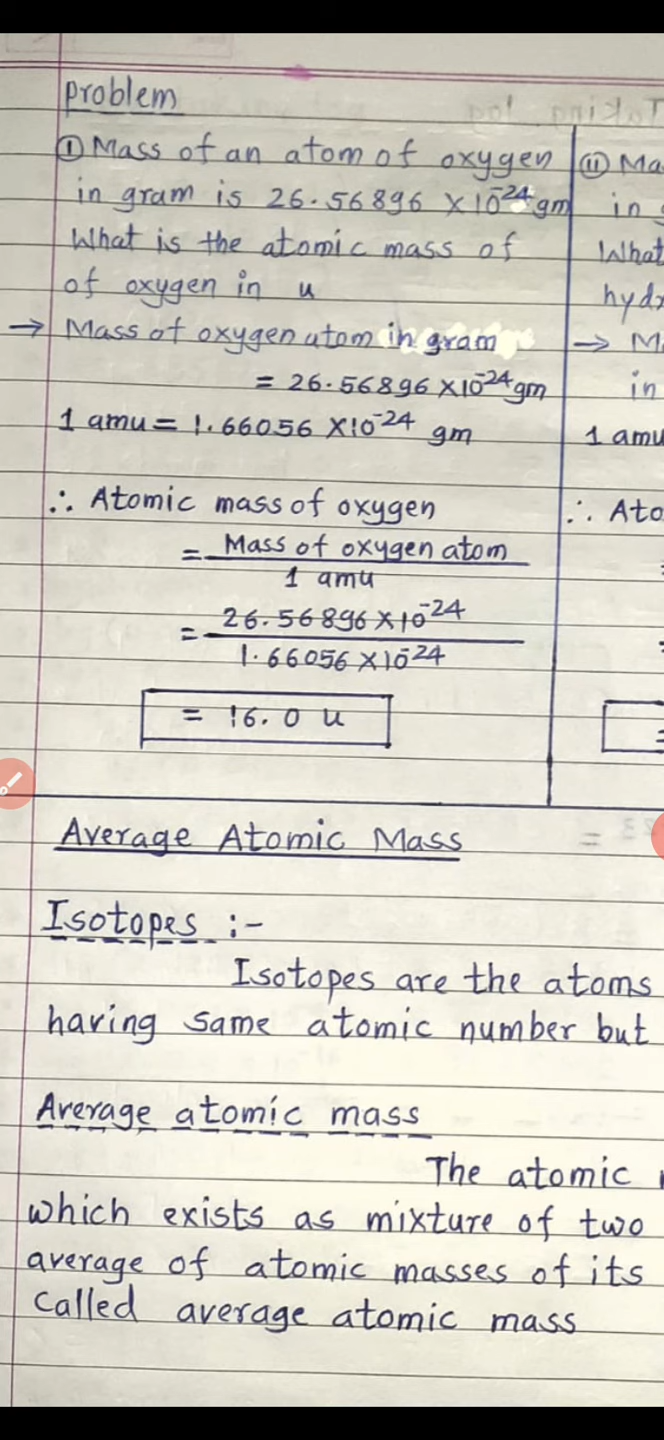 problem
① Mass of an atom of oxygen
in gram is 26.56896 × 10⁻²⁴ gm
What is the atomic mass of
of oxygen in u
→ Mass of oxygen atom in gram
= 26.56896 × 10⁻²⁴ gm
1 amu = 1.66056 × 10⁻²⁴ gm
∴ Atomic mass of oxygen
= Mass of oxygen atom
1 amu
= 26.56896 × 10⁻²⁴
1.66056 × 10⁻²⁴
= 16.0 u
ⓘⓘ Ma
in
What
hyd
→ M
in
1 amu
∴ Ato
=
Average Atomic Mass
Isotopes :-
Isotopes are the atoms
having same atomic number but
Average atomic mass
The atomic
which exists as mixture of two
average of atomic masses of its
called average atomic mass